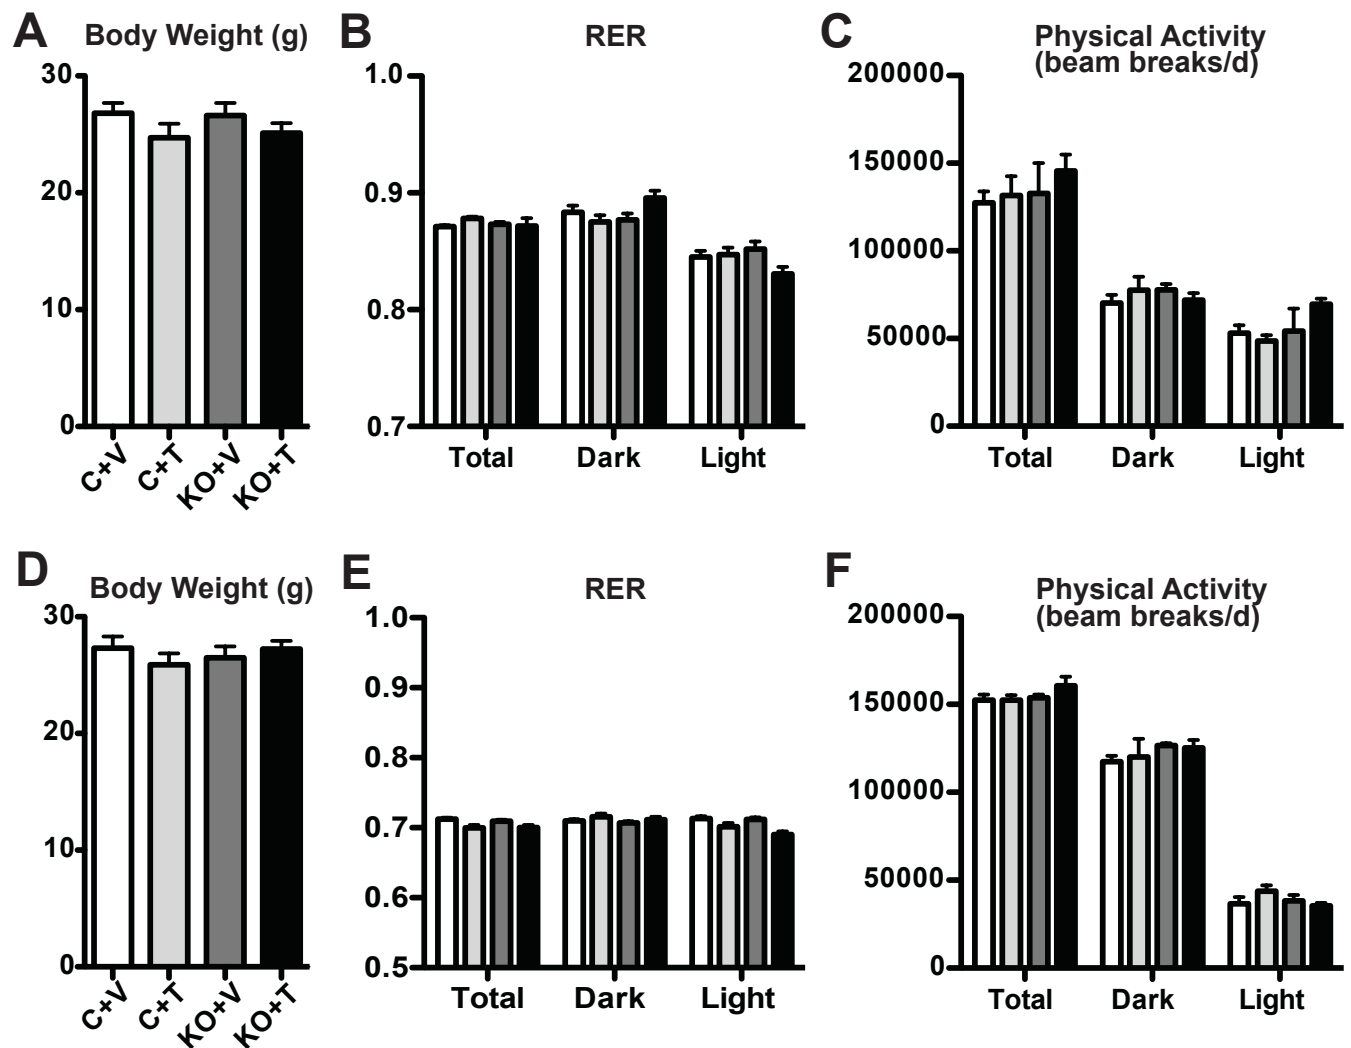 A Body Weight (g)
30
20
10
0
C+V
C+T
KO+V
KO+T
B RER
1.0
0.9
0.8
0.7
Total Dark Light
C Physical Activity
(beam breaks/d)
200000
150000
100000
50000
0
Total Dark Light
D Body Weight (g)
30
20
10
0
C+V
C+T
KO+V
KO+T
E RER
1.0
0.9
0.8
0.7
0.6
0.5
Total Dark Light
F Physical Activity
(beam breaks/d)
200000
150000
100000
50000
0
Total Dark Light